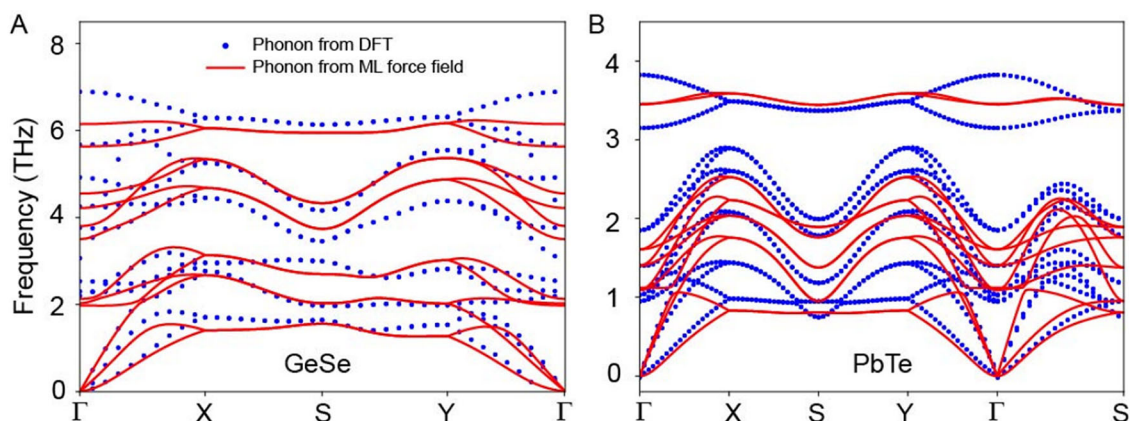 A
B
Frequency (THz)
8
6
4
2
0
Phonon from DFT
Phonon from ML force field
GeSe
Γ X S Y Γ
4
3
2
1
0
PbTe
Γ X S Y Γ S